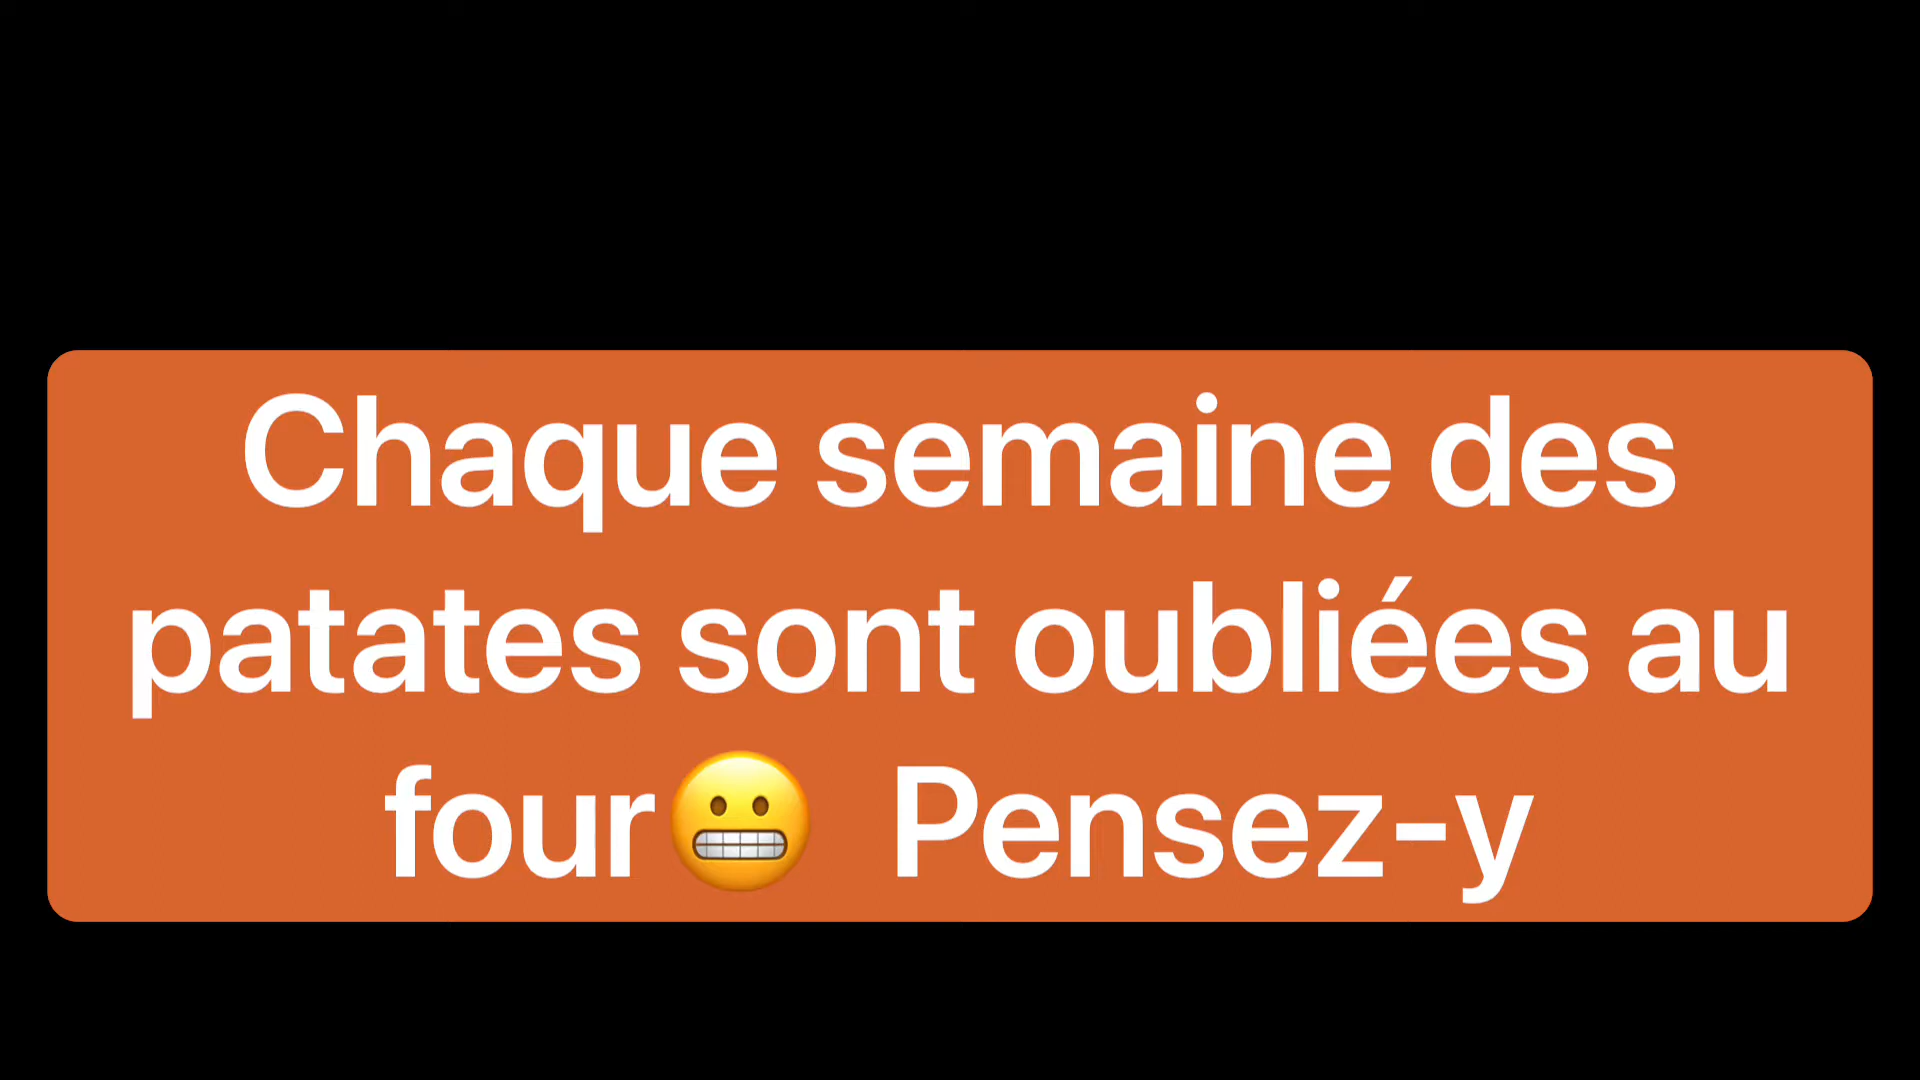 Chaque semaine des
patates sont oubliées au
four😬 Pensez-y